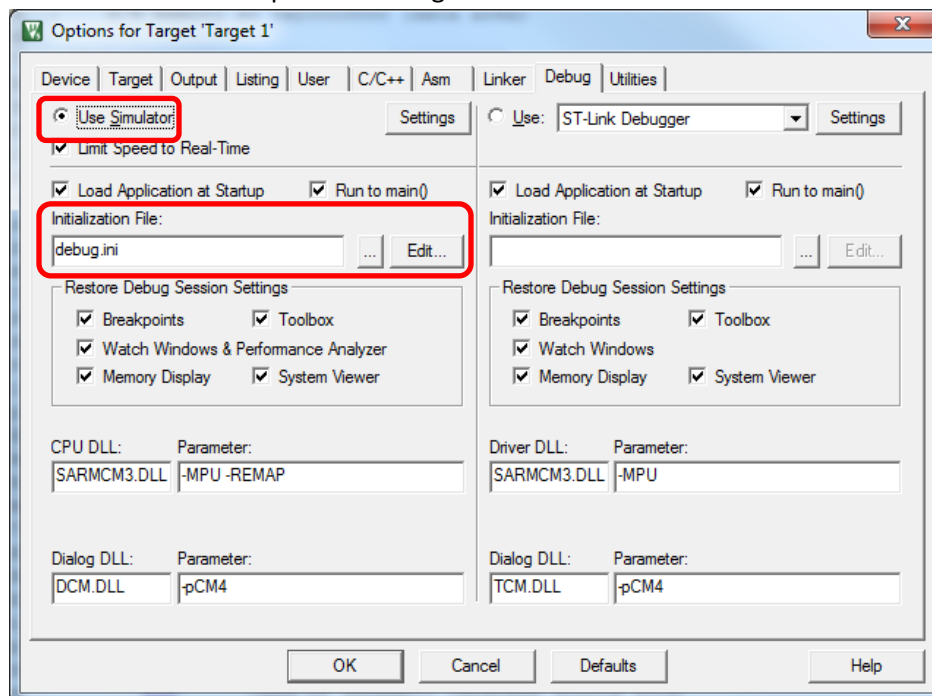 Options for Target 'Target 1'
Device Target Output Listing User C/C++ Asm Linker Debug Utilities
Use Simulator Settings Use: ST-Link Debugger Settings
Limit Speed to Real-Time
Load Application at Startup Run to main() Load Application at Startup Run to main()
Initialization File: Initialization File:
debug.ini ... Edit... ... Edit...
Restore Debug Session Settings Restore Debug Session Settings
Breakpoints Toolbox Breakpoints Toolbox
Watch Windows & Performance Analyzer Watch Windows
Memory Display System Viewer Memory Display System Viewer
CPU DLL: Parameter: Driver DLL: Parameter:
SARMCM3.DLL -MPU -REMAP SARMCM3.DLL -MPU
Dialog DLL: Parameter: Dialog DLL: Parameter:
DCM.DLL -pCM4 TCM.DLL -pCM4
OK Cancel Defaults Help